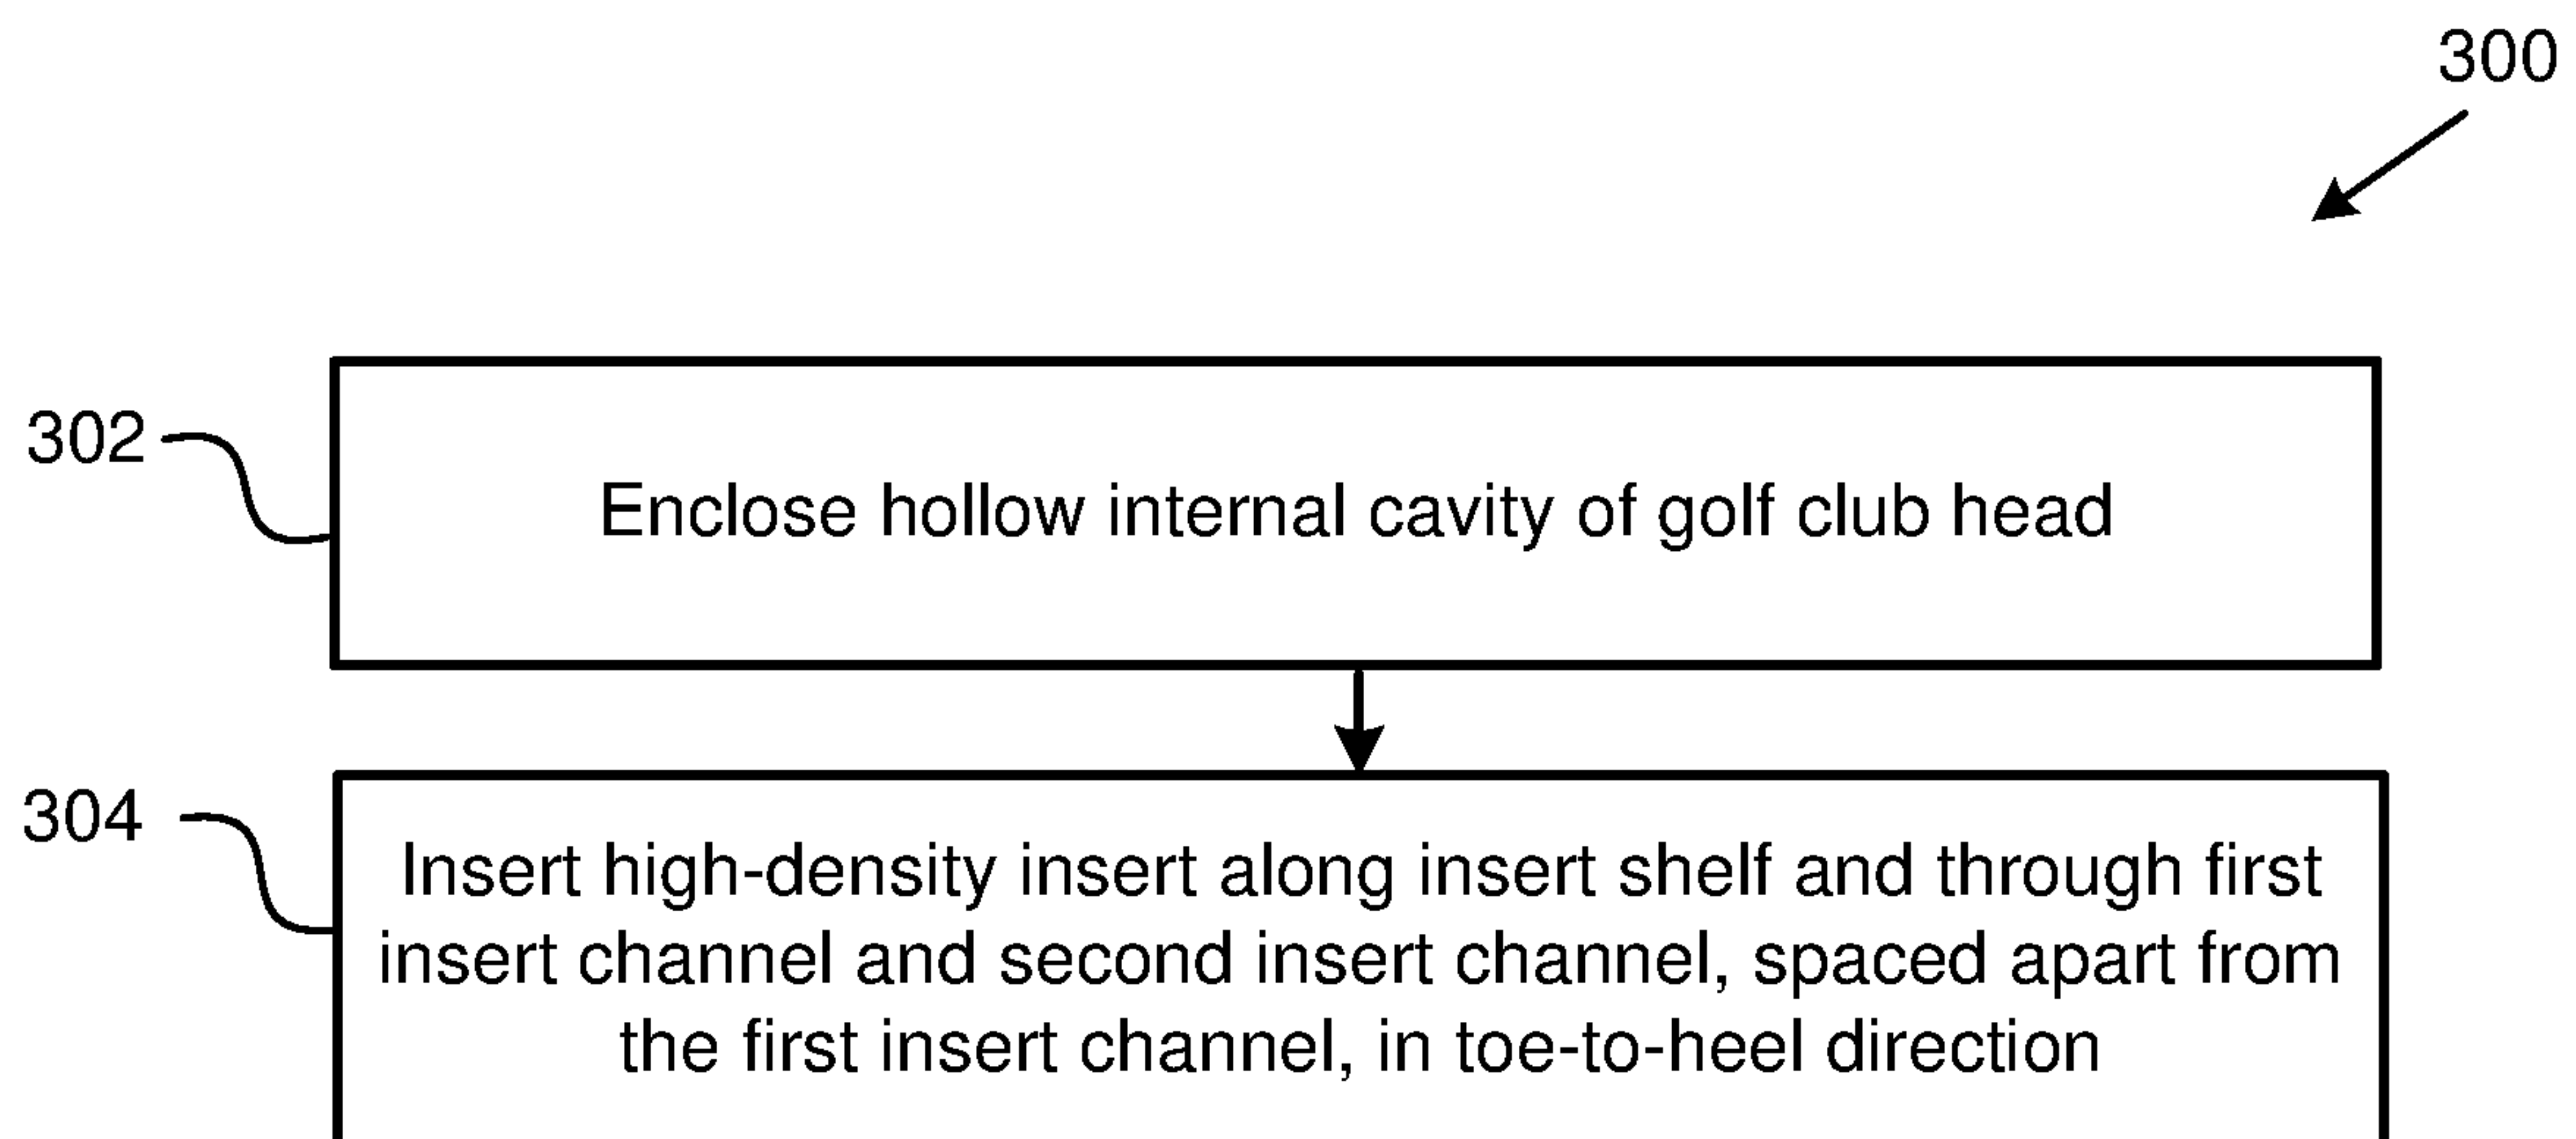 300
302
Enclose hollow internal cavity of golf club head
304
Insert high-density insert along insert shelf and through first
insert channel and second insert channel, spaced apart from
the first insert channel, in toe-to-heel direction